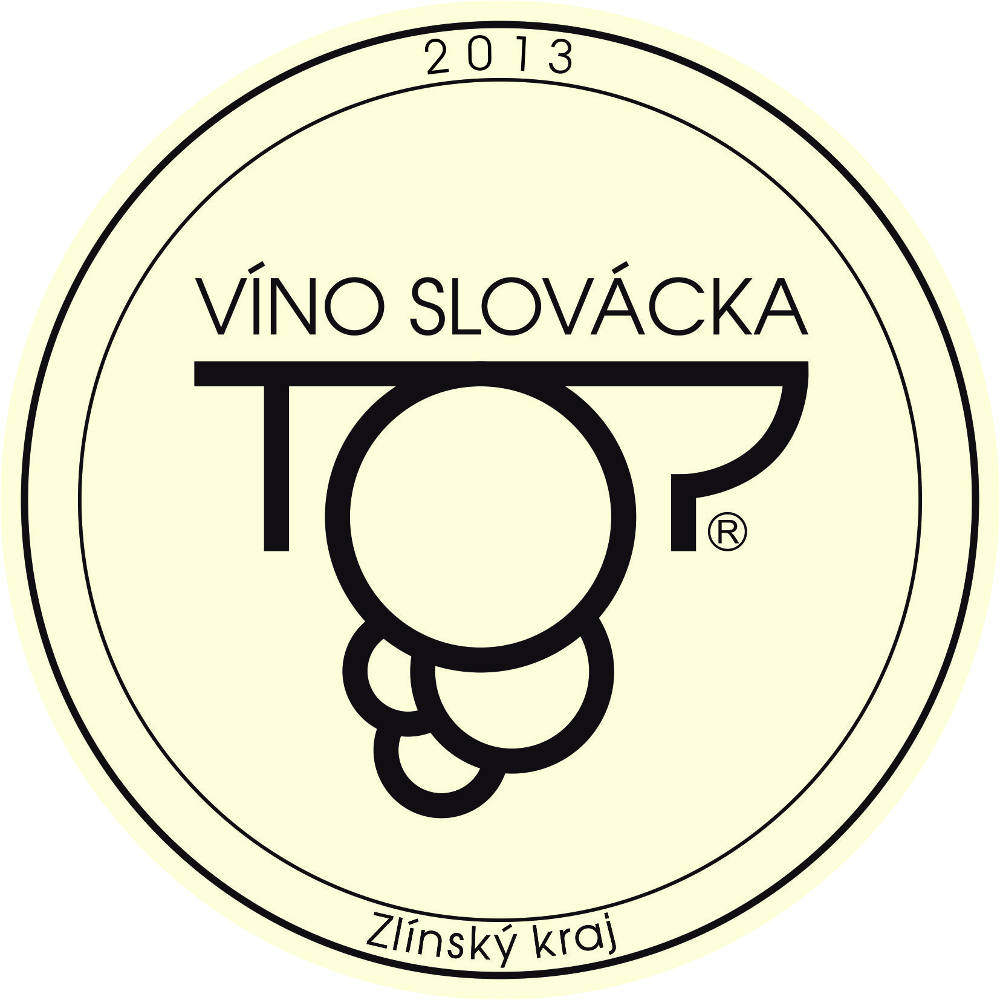 2013
VÍNO SLOVÁCKA
TOP®
Zlínský kraj